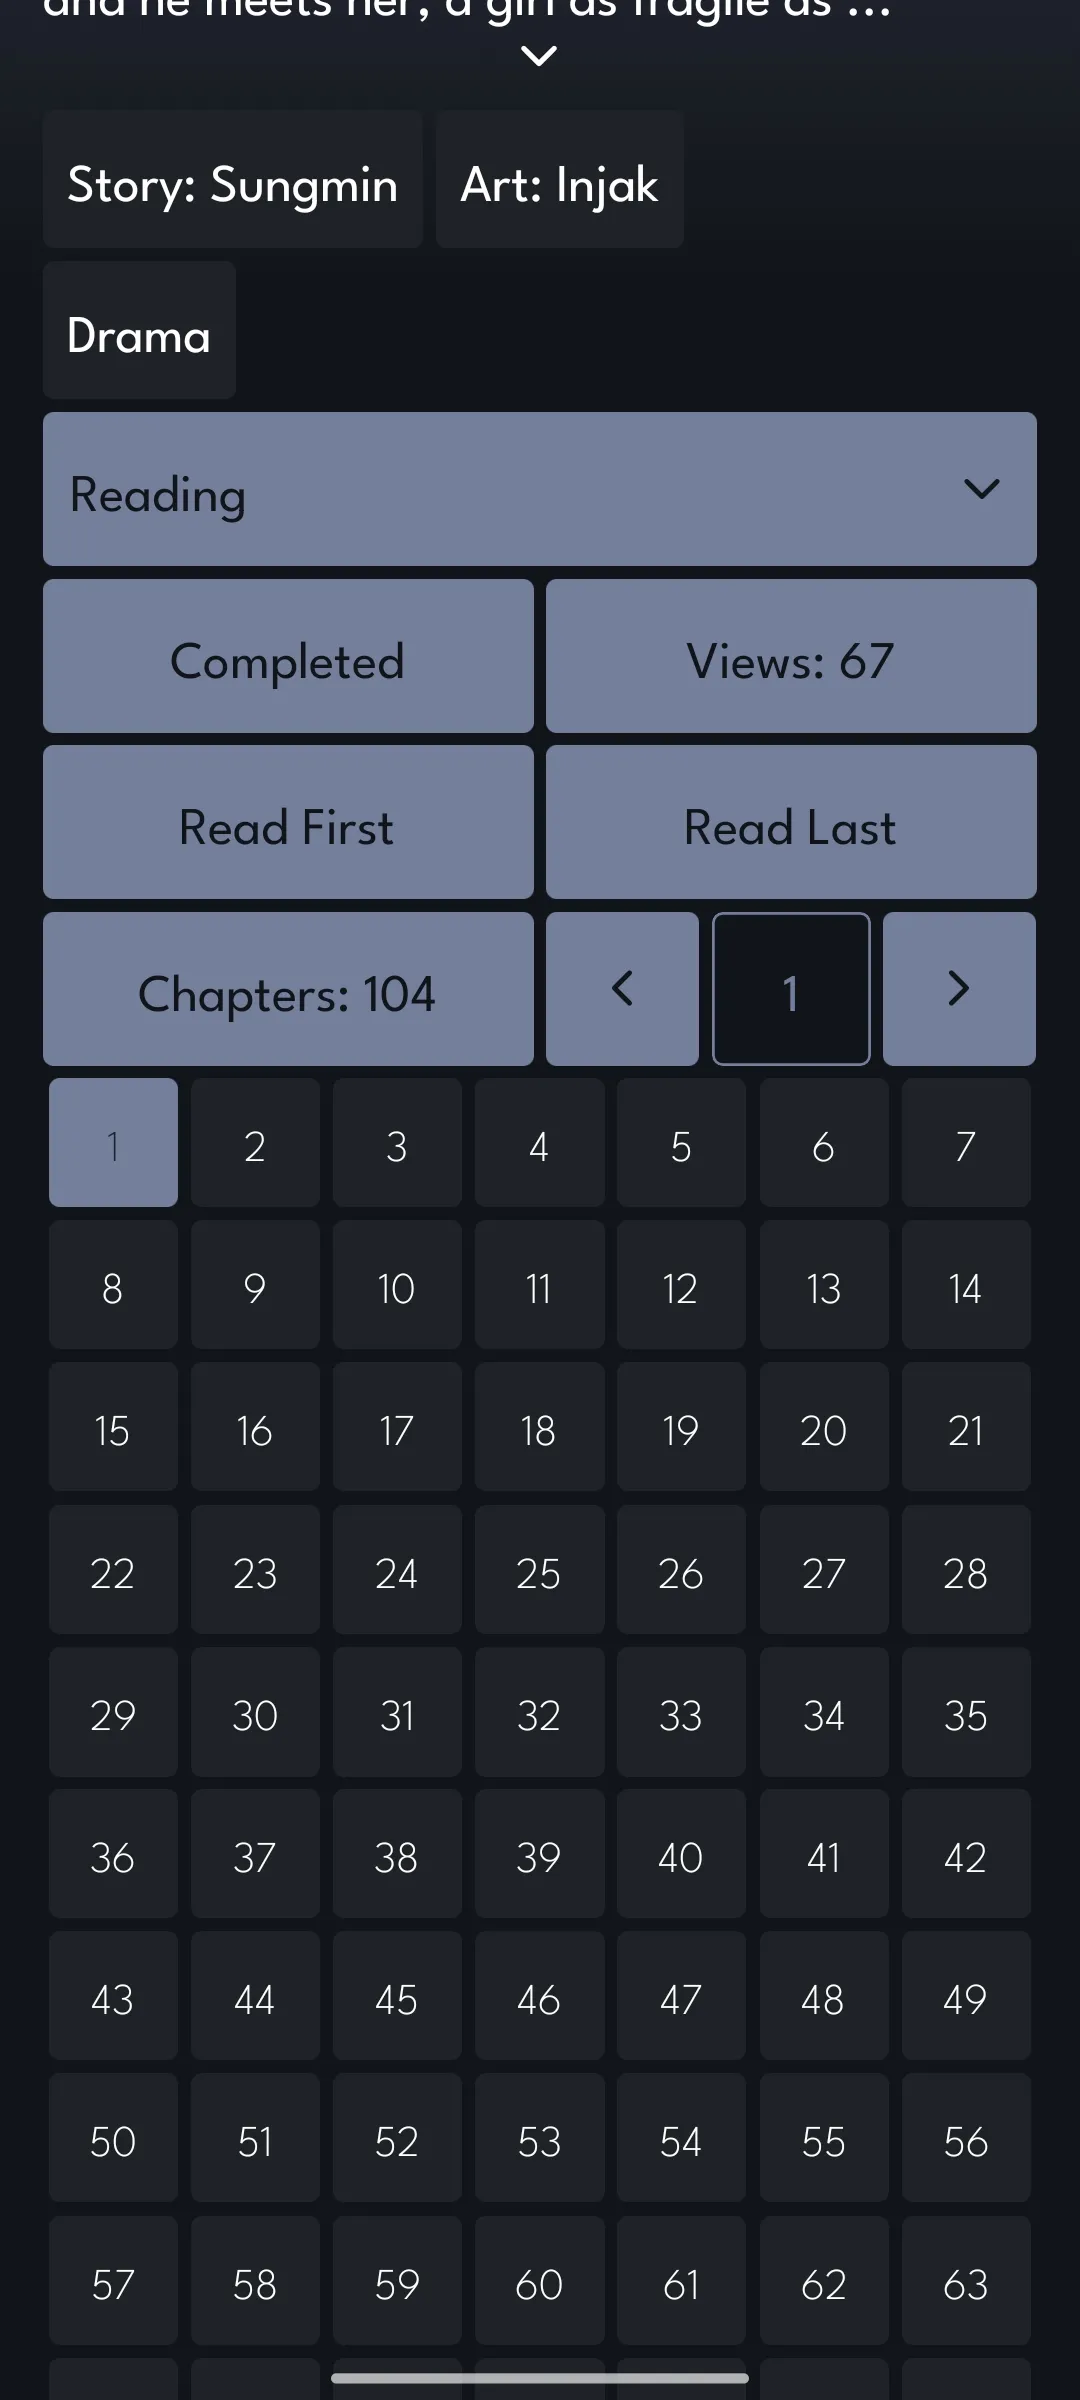 and he meets her, a girl as fragile as ...
Story: Sungmin
Art: Injak
Drama
Reading
Completed
Views: 67
Read First
Read Last
Chapters: 104
1
1 2 3 4 5 6 7
8 9 10 11 12 13 14
15 16 17 18 19 20 21
22 23 24 25 26 27 28
29 30 31 32 33 34 35
36 37 38 39 40 41 42
43 44 45 46 47 48 49
50 51 52 53 54 55 56
57 58 59 60 61 62 63